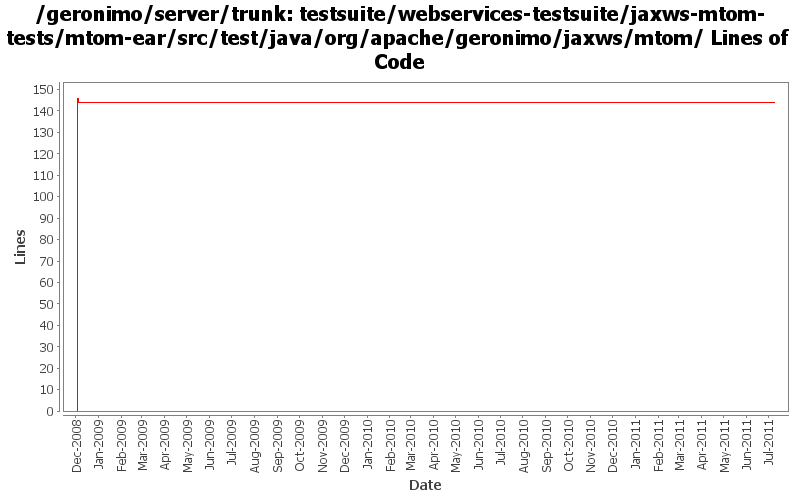 /geronimo/server/trunk: testsuite/webservices-testsuite/jaxws-mtom-
tests/mtom-ear/src/test/java/org/apache/geronimo/jaxws/mtom/ Lines of
Code
150
140
130
120
110
100
90
80
70
60
50
40
30
20
10
0
Lines
Dec-2008
Jan-2009
Feb-2009
Mar-2009
Apr-2009
May-2009
Jun-2009
Jul-2009
Aug-2009
Sep-2009
Oct-2009
Nov-2009
Dec-2009
Jan-2010
Feb-2010
Mar-2010
Apr-2010
May-2010
Jun-2010
Jul-2010
Aug-2010
Sep-2010
Oct-2010
Nov-2010
Dec-2010
Jan-2011
Feb-2011
Mar-2011
Apr-2011
May-2011
Jun-2011
Jul-2011
Date